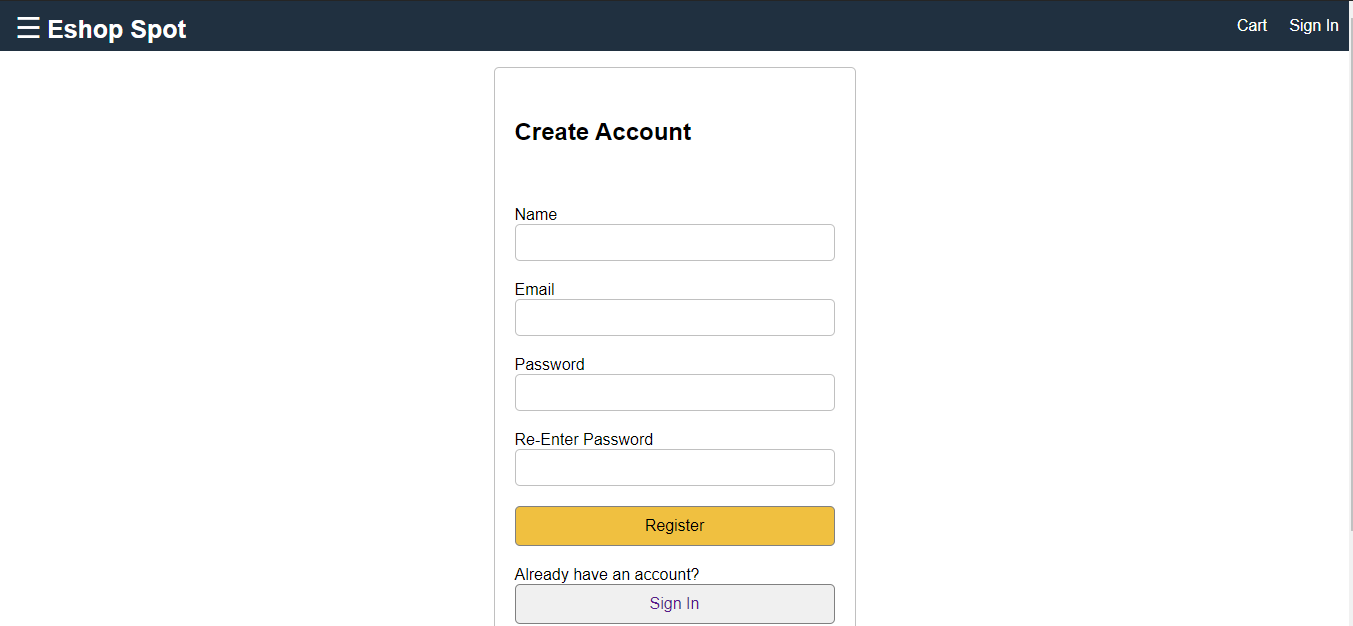 ☰ Eshop Spot
Cart Sign In
Create Account
Name
Email
Password
Re-Enter Password
Register
Already have an account?
Sign In